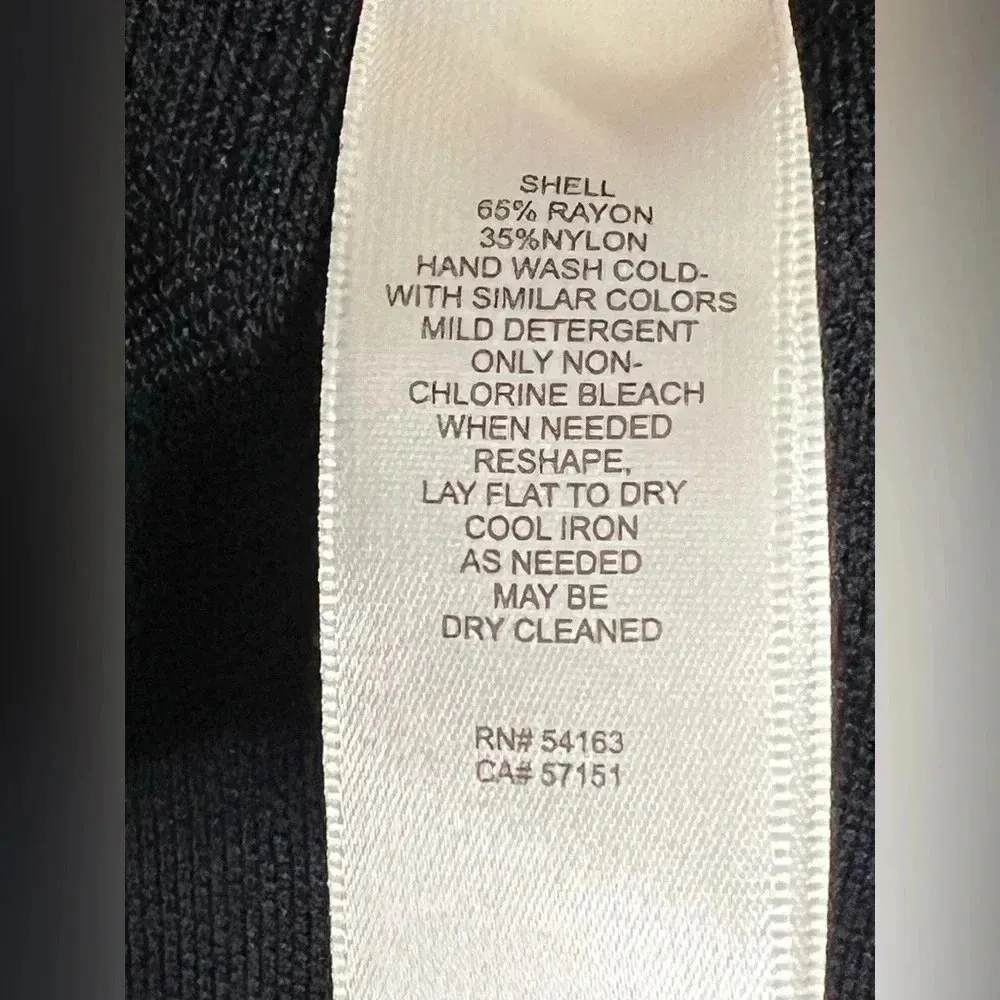 SHELL
65% RAYON
35%NYLON
HAND WASH COLD-
WITH SIMILAR COLORS
MILD DETERGENT
ONLY NON-
CHLORINE BLEACH
WHEN NEEDED
RESHAPE,
LAY FLAT TO DRY
COOL IRON
AS NEEDED
MAY BE
DRY CLEANED
RN# 54163
CA# 57151